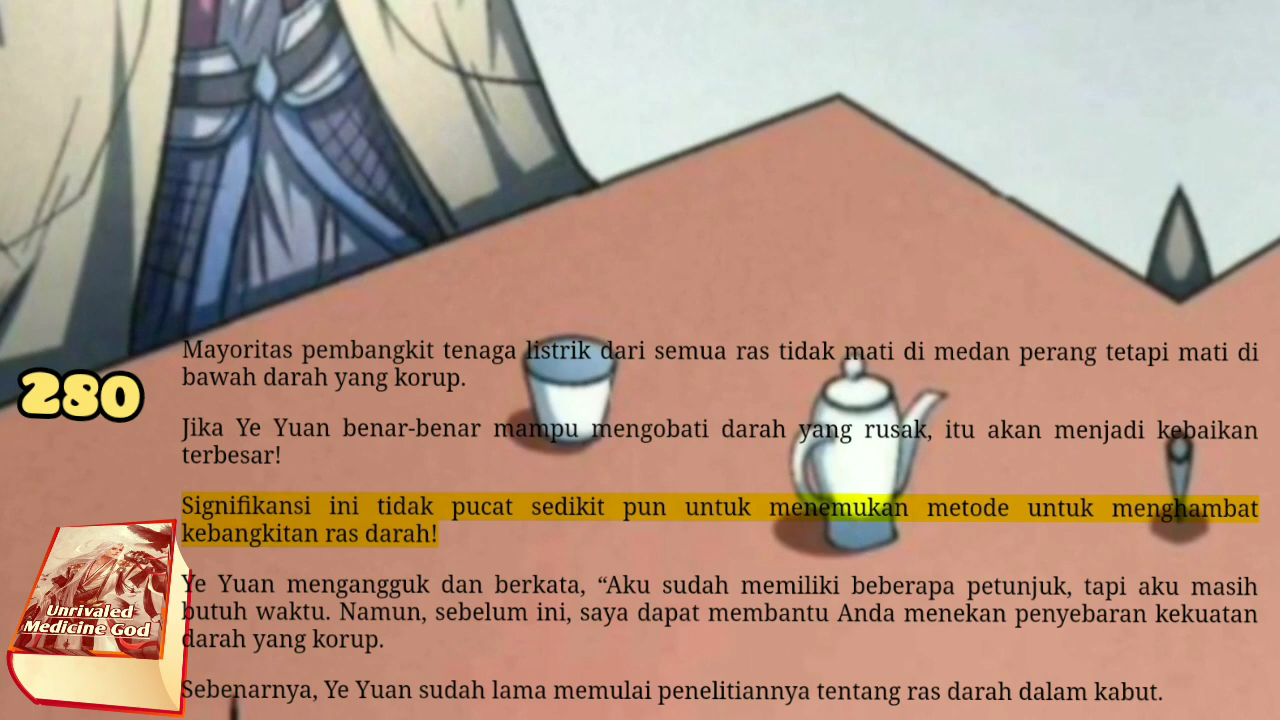 Mayoritas pembangkit tenaga listrik dari semua ras tidak mati di medan perang tetapi mati di
bawah darah yang korup.
280
Jika Ye Yuan benar-benar mampu mengobati darah yang rusak, itu akan menjadi kebaikan
terbesar!
Signifikansi ini tidak pucat sedikit pun untuk menemukan metode untuk menghambat
kebangkitan ras darah!
Ye Yuan mengangguk dan berkata, “Aku sudah memiliki beberapa petunjuk, tapi aku masih
butuh waktu. Namun, sebelum ini, saya dapat membantu Anda menekan penyebaran kekuatan
darah yang korup.
Sebenarnya, Ye Yuan sudah lama memulai penelitiannya tentang ras darah dalam kabut.
Unrivaled
Medicine God